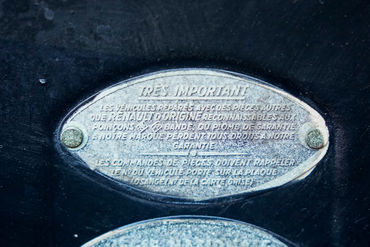 TRÈS IMPORTANT
LES VÉHICULES RÉPARÉS AVEC DES PIÈCES AUTRES
QUE RENAULT D'ORIGINE RECONNAISSABLES AUX
POINÇONS BANDE, OU PLOMB DE GARANTIE
A NOTRE MARQUE PERDENT TOUS DROITS A NOTRE
GARANTIE
LES COMMANDES DE PIÈCES DOIVENT RAPPELER
LE N° DU VÉHICULE PORTÉ SUR LA PLAQUE
LOSANGE ET DE LA CARTE GRISE